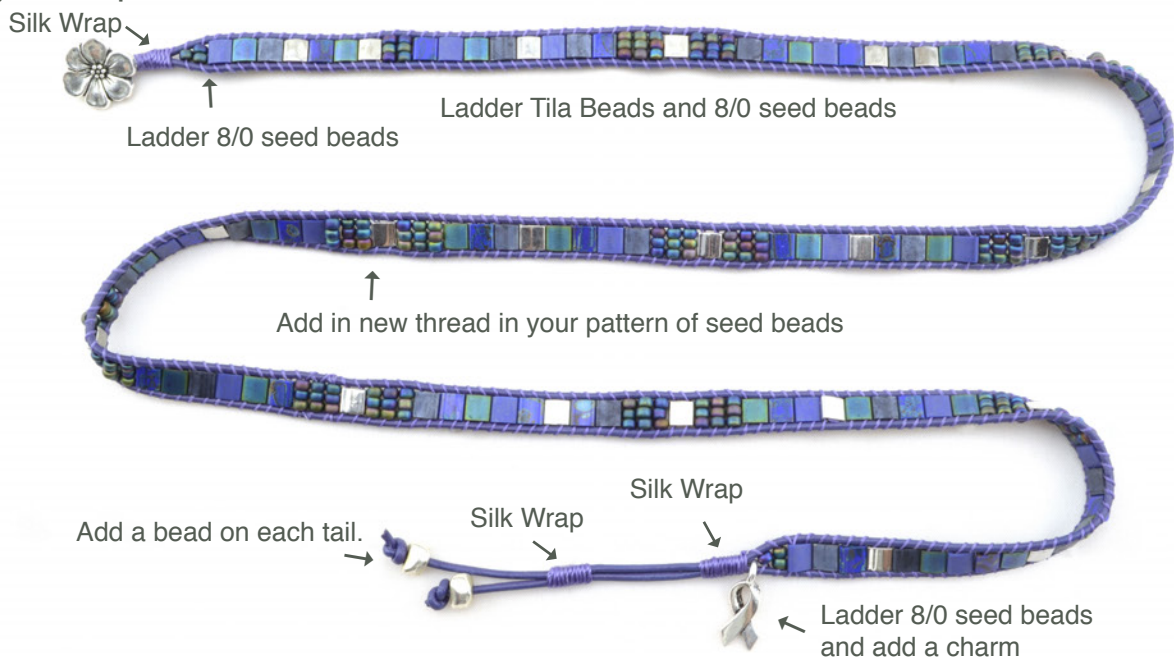 Silk Wrap
Ladder Tila Beads and 8/0 seed beads
Ladder 8/0 seed beads
Add in new thread in your pattern of seed beads
Silk Wrap
Silk Wrap
Add a bead on each tail.
Ladder 8/0 seed beads
and add a charm